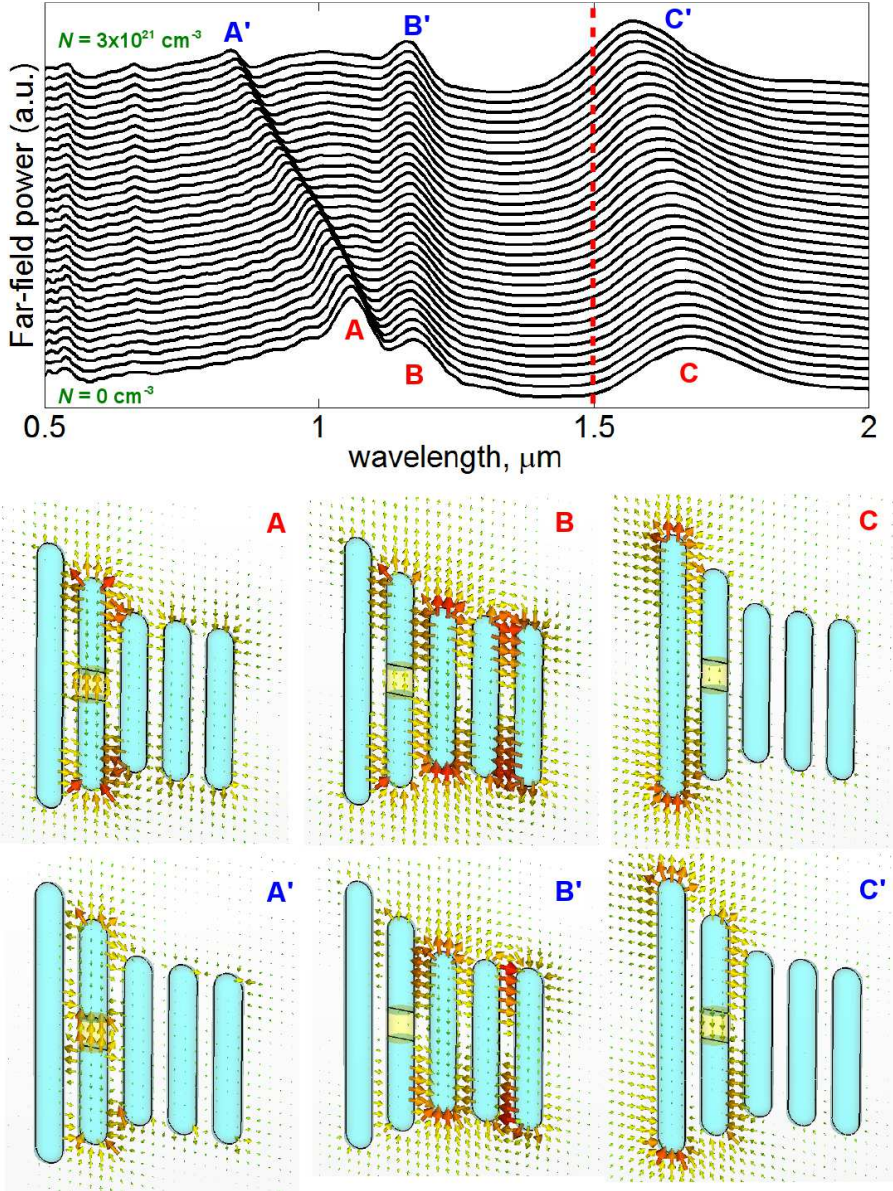 N = 3x10²¹ cm⁻³
A'
B'
C'
Far-field power (a.u.)
A
B
C
N = 0 cm⁻³
0.5
1
1.5
2
wavelength, μm
A
B
C
A'
B'
C'